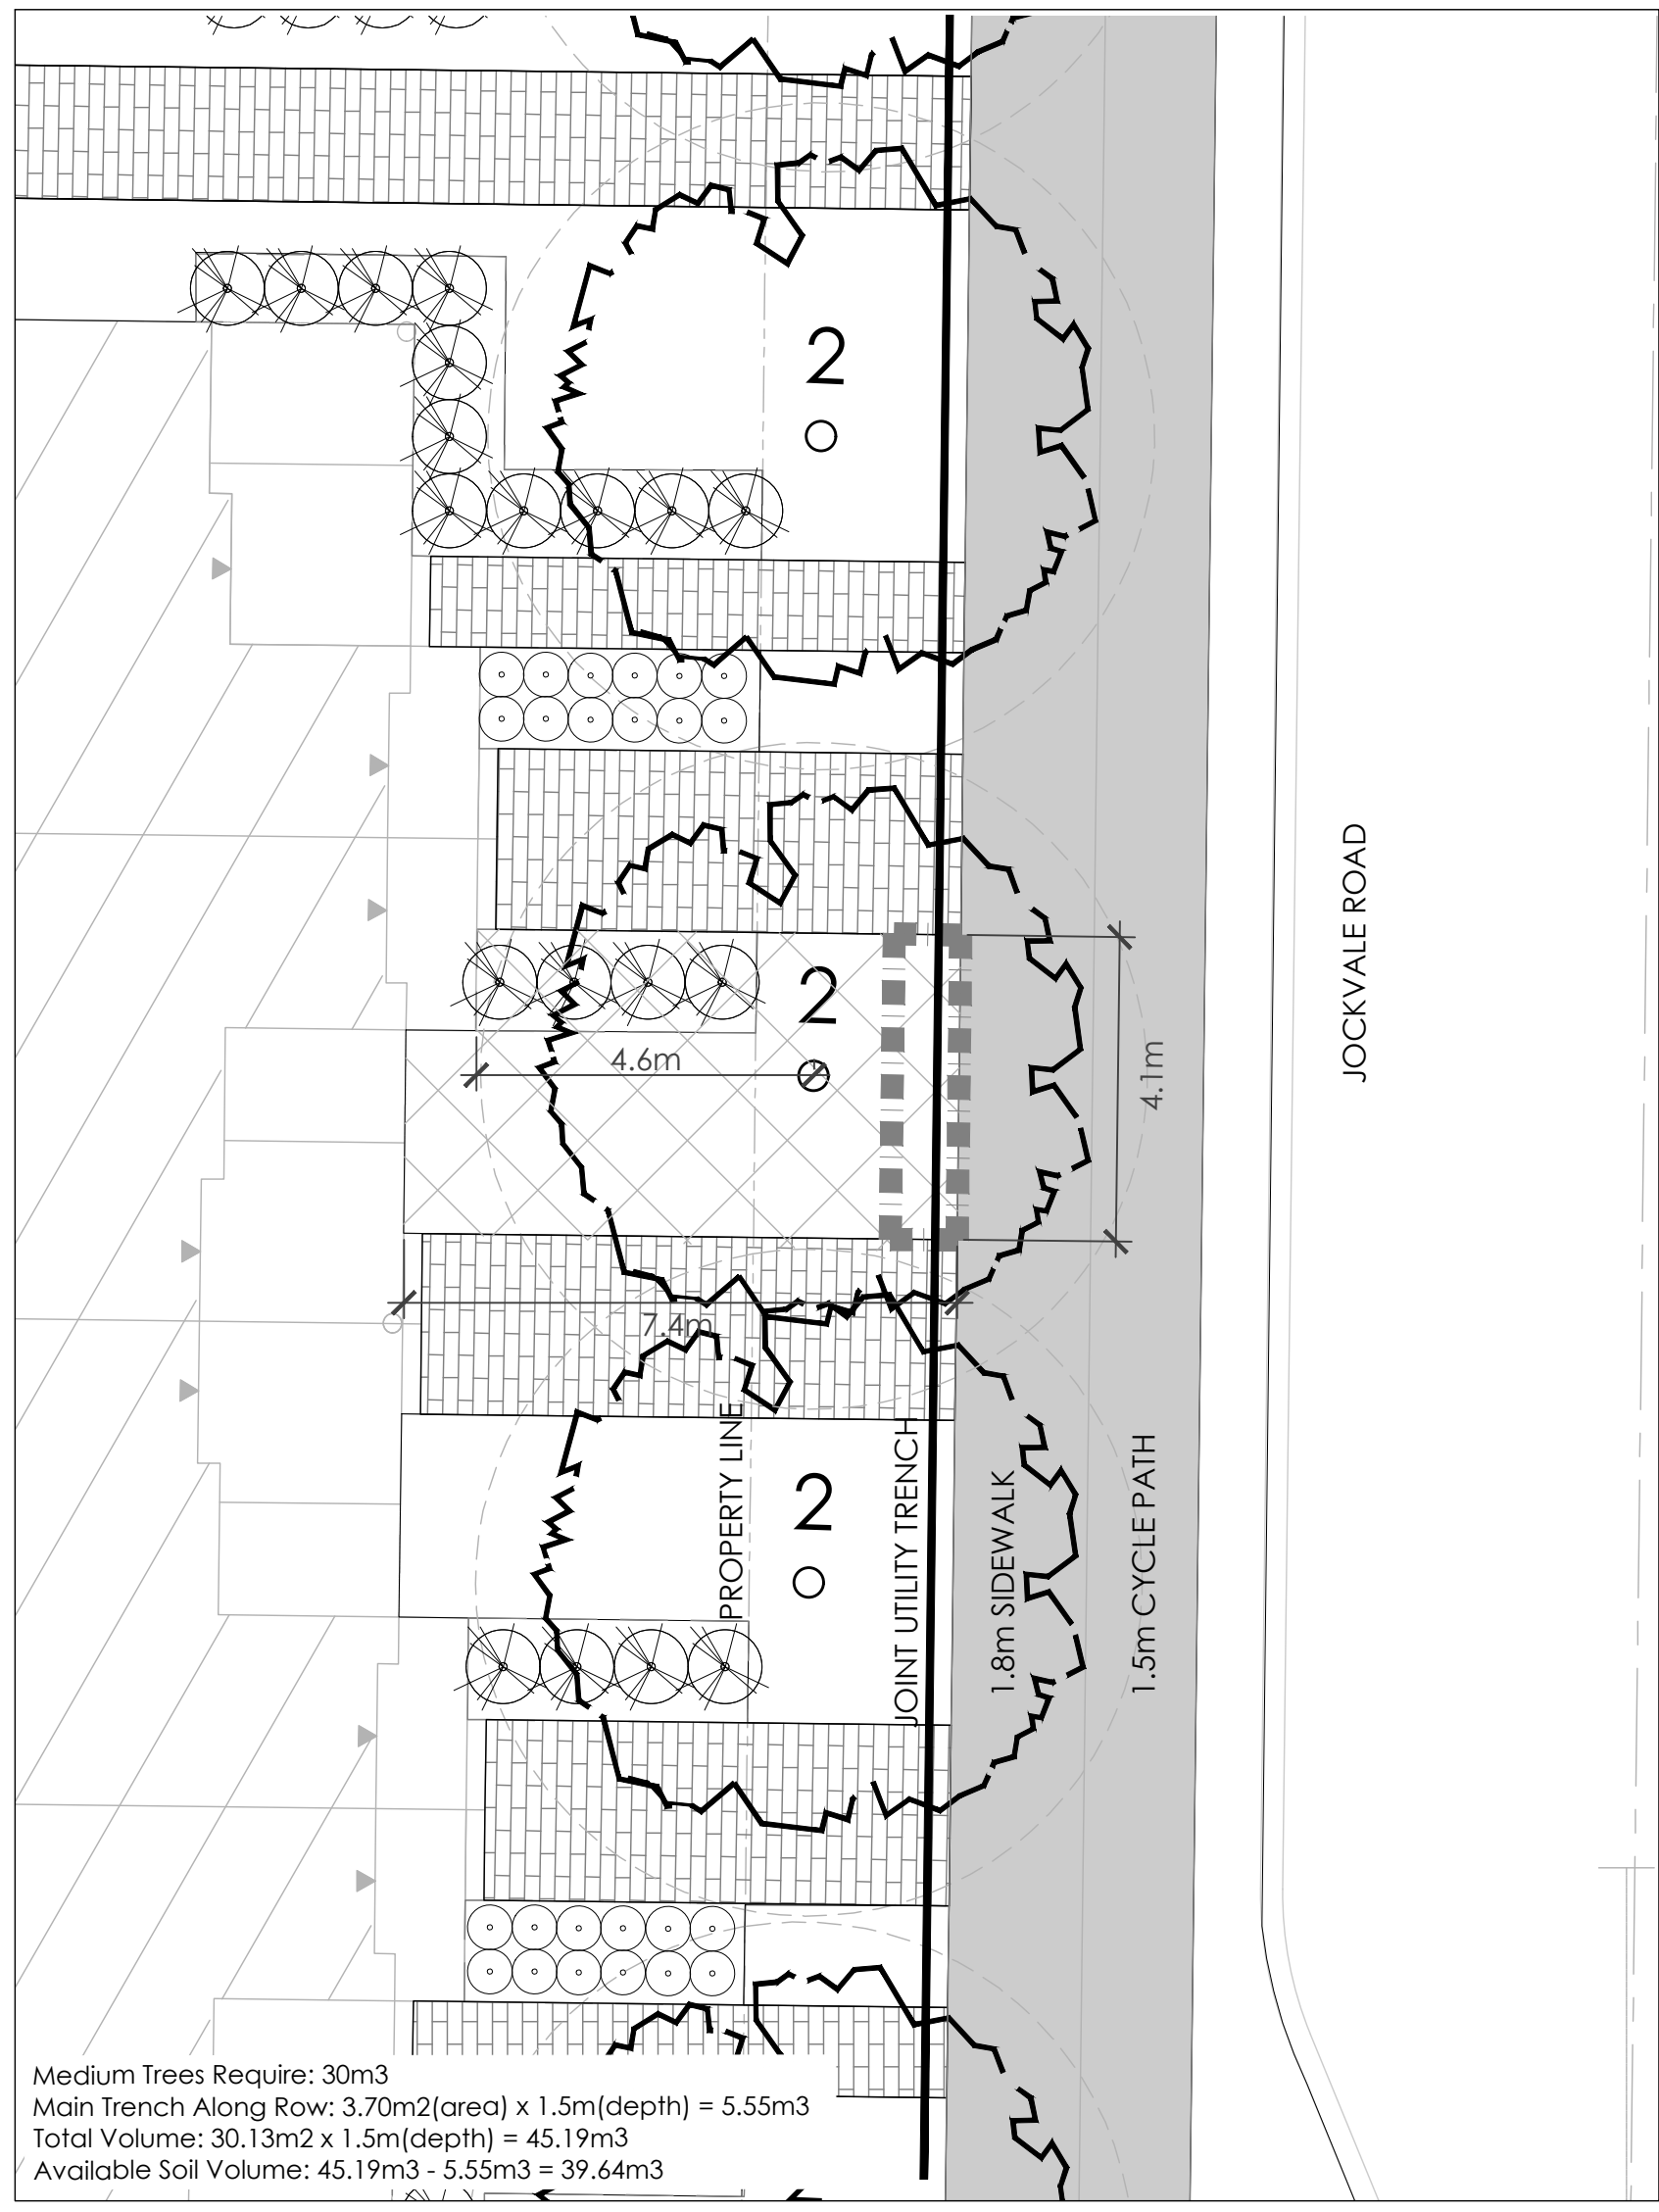 2
2
4.6m
4.1m
JOCKVALE ROAD
7.4m
2
PROPERTY LINE
JOINT UTILITY TRENCH
1.8m SIDEWALK
1.5m CYCLE PATH
Medium Trees Require: 30m3
Main Trench Along Row: 3.70m2(area) x 1.5m(depth) = 5.55m3
Total Volume: 30.13m2 x 1.5m(depth) = 45.19m3
Available Soil Volume: 45.19m3 - 5.55m3 = 39.64m3